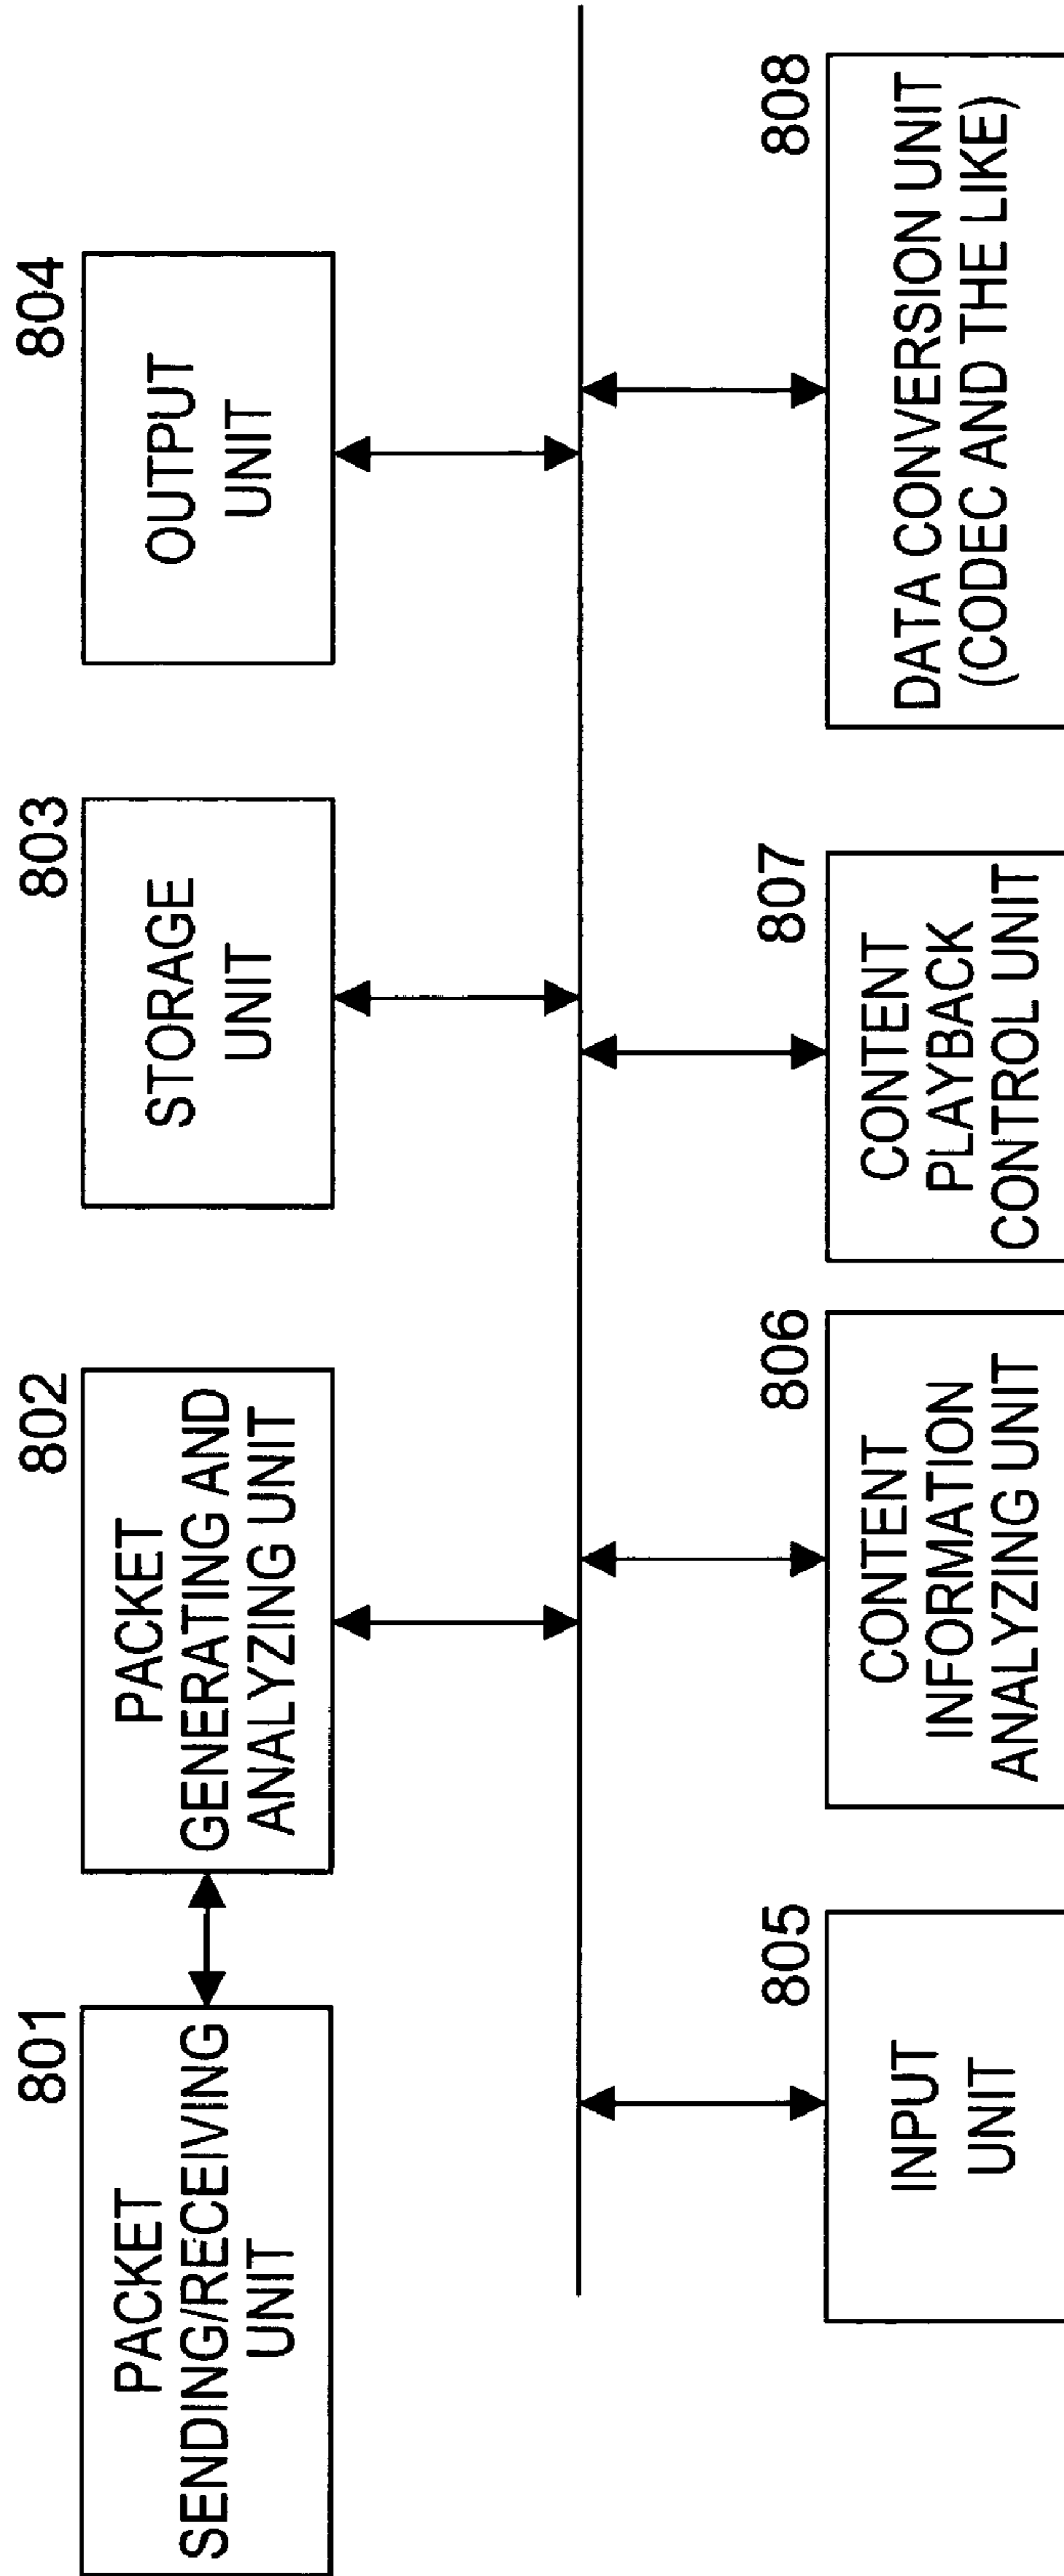 801
PACKET
SENDING/RECEIVING
UNIT
802
PACKET
GENERATING AND
ANALYZING UNIT
803
STORAGE
UNIT
804
OUTPUT
UNIT
805
INPUT
UNIT
806
CONTENT
INFORMATION
ANALYZING UNIT
807
CONTENT
PLAYBACK
CONTROL UNIT
808
DATA CONVERSION UNIT
(CODEC AND THE LIKE)